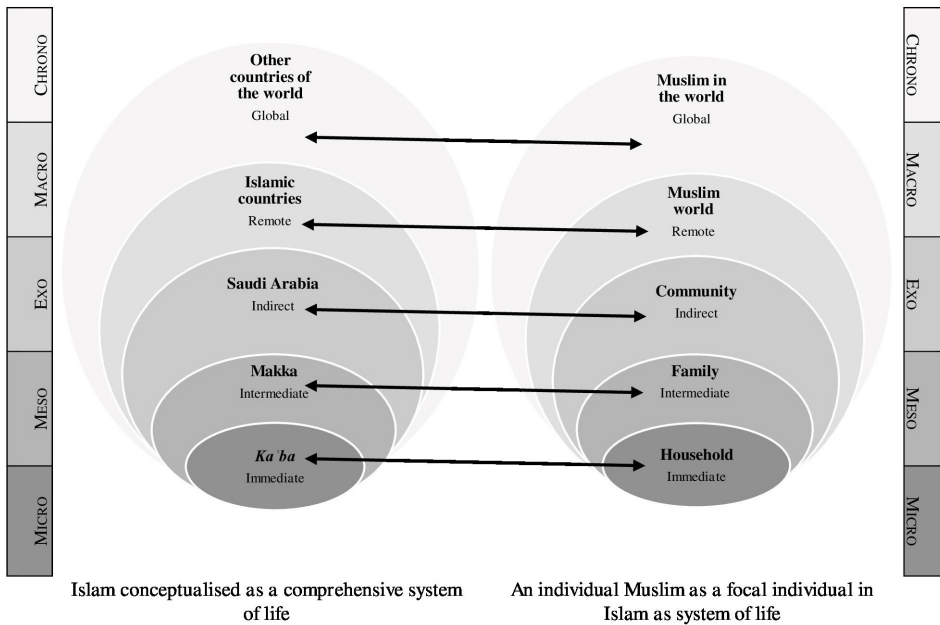 CHRONO
MACRO
EXO
MESO
MICRO
Other
countries of
the world
Global
Islamic
countries
Remote
Saudi Arabia
Indirect
Makka
Intermediate
Kaʿba
Immediate
Muslim in
the world
Global
Muslim
world
Remote
Community
Indirect
Family
Intermediate
Household
Immediate
CHRONO
MACRO
EXO
MESO
MICRO
Islam conceptualised as a comprehensive system
of life
An individual Muslim as a focal individual in
Islam as system of life